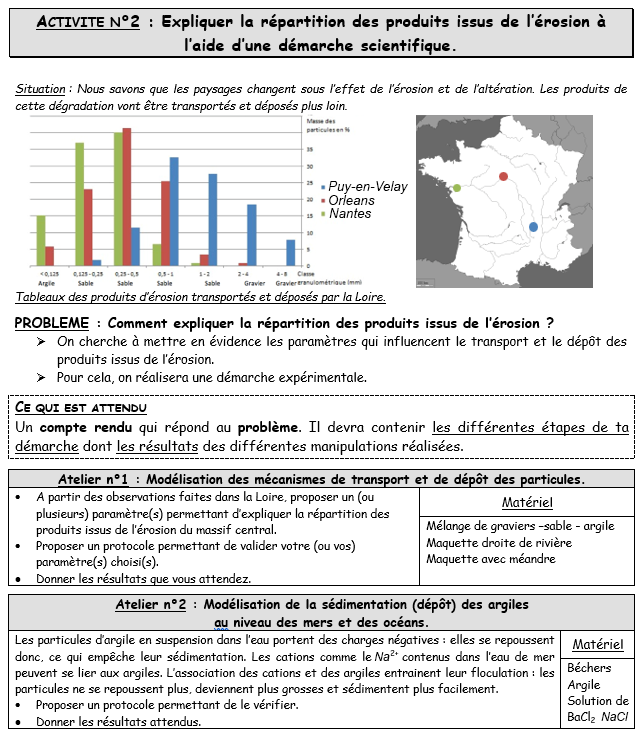 ACTIVITE N°2 : Expliquer la répartition des produits issus de l'érosion à
l'aide d'une démarche scientifique.
Situation : Nous savons que les paysages changent sous l'effet de l'érosion et de l'altération. Les produits de
cette dégradation vont être transportés et déposés plus loin.
Masse des
particules en %
35
30
25
20
15
10
5
0
Puy-en-Velay
Orleans
Nantes
< 0,125 0,125 - 0,25 0,25 - 0,5 0,5 - 1 1 - 2 2 - 4 4 - 8 Classe
Argile Sable Sable Sable Sable Gravier Gravier granulométrique (mm)
Tableaux des produits d'érosion transportés et déposés par la Loire.
PROBLEME : Comment expliquer la répartition des produits issus de l'érosion ?
➢ On cherche à mettre en évidence les paramètres qui influencent le transport et le dépôt des
produits issus de l'érosion.
➢ Pour cela, on réalisera une démarche expérimentale.
CE QUI EST ATTENDU
Un compte rendu qui répond au problème. Il devra contenir les différentes étapes de ta
démarche dont les résultats des différentes manipulations réalisées.
Atelier n°1 : Modélisation des mécanismes de transport et de dépôt des particules.
• A partir des observations faites dans la Loire, proposer un (ou
plusieurs) paramètre(s) permettant d'expliquer la répartition des
produits issus de l'érosion du massif central.
• Proposer un protocole permettant de valider votre (ou vos)
paramètre(s) choisi(s).
• Donner les résultats que vous attendez.
Matériel
Mélange de graviers –sable - argile
Maquette droite de rivière
Maquette avec méandre
Atelier n°2 : Modélisation de la sédimentation (dépôt) des argiles
au niveau des mers et des océans.
Les particules d'argile en suspension dans l'eau portent des charges négatives : elles se repoussent
donc, ce qui empêche leur sédimentation. Les cations comme le Na²⁺ contenus dans l'eau de mer
peuvent se lier aux argiles. L'association des cations et des argiles entrainent leur floculation : les
particules ne se repoussent plus, deviennent plus grosses et sédimentent plus facilement.
• Proposer un protocole permettant de le vérifier.
• Donner les résultats attendus.
Matériel
Béchers
Argile
Solution de
BaCl₂ NaCl